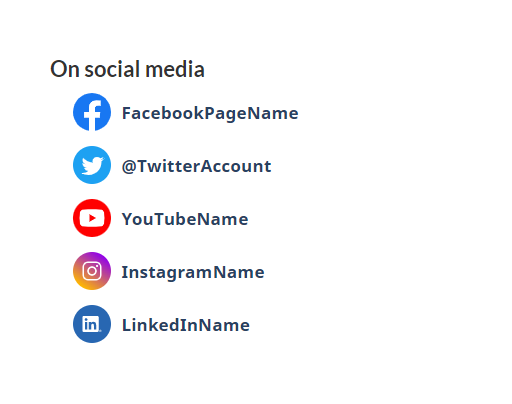 On social media
FacebookPageName
@TwitterAccount
YouTubeName
InstagramName
LinkedInName